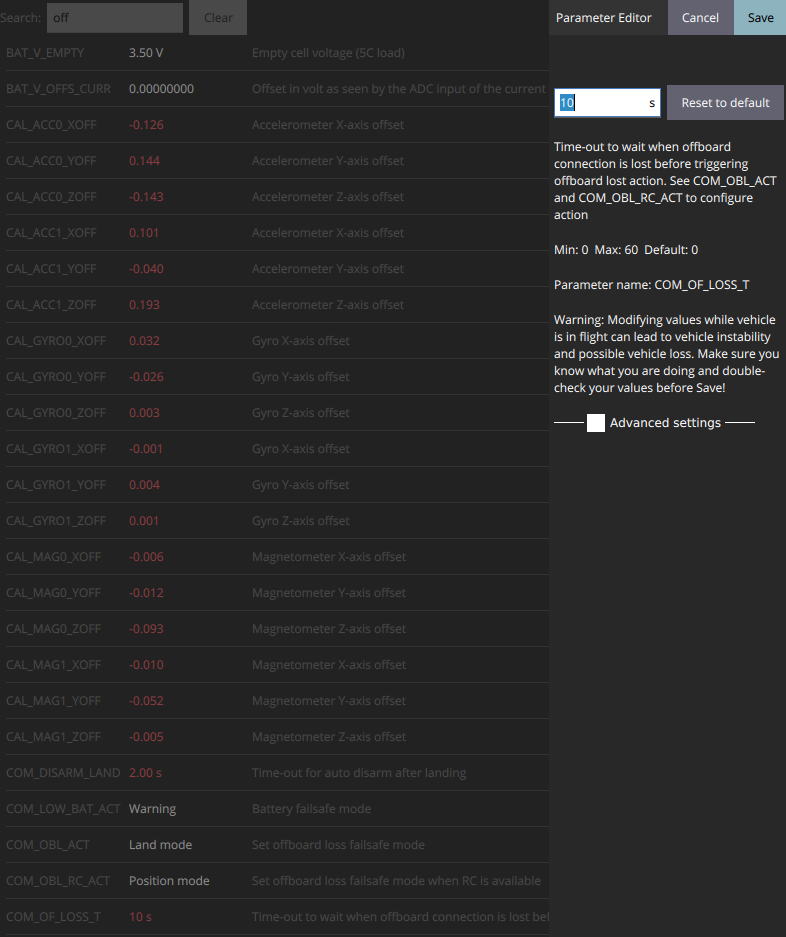 Search: off Clear
BAT_V_EMPTY 3.50 V Empty cell voltage (5C load)
BAT_V_OFFS_CURR 0.00000000 Offset in volt as seen by the ADC input of the current
CAL_ACC0_XOFF -0.126 Accelerometer X-axis offset
CAL_ACC0_YOFF 0.144 Accelerometer Y-axis offset
CAL_ACC0_ZOFF -0.143 Accelerometer Z-axis offset
CAL_ACC1_XOFF 0.101 Accelerometer X-axis offset
CAL_ACC1_YOFF -0.040 Accelerometer Y-axis offset
CAL_ACC1_ZOFF 0.193 Accelerometer Z-axis offset
CAL_GYRO0_XOFF 0.032 Gyro X-axis offset
CAL_GYRO0_YOFF -0.026 Gyro Y-axis offset
CAL_GYRO0_ZOFF 0.003 Gyro Z-axis offset
CAL_GYRO1_XOFF -0.001 Gyro X-axis offset
CAL_GYRO1_YOFF 0.004 Gyro Y-axis offset
CAL_GYRO1_ZOFF 0.001 Gyro Z-axis offset
CAL_MAG0_XOFF -0.006 Magnetometer X-axis offset
CAL_MAG0_YOFF -0.012 Magnetometer Y-axis offset
CAL_MAG0_ZOFF -0.093 Magnetometer Z-axis offset
CAL_MAG1_XOFF -0.010 Magnetometer X-axis offset
CAL_MAG1_YOFF -0.052 Magnetometer Y-axis offset
CAL_MAG1_ZOFF -0.005 Magnetometer Z-axis offset
COM_DISARM_LAND 2.00 s Time-out for auto disarm after landing
COM_LOW_BAT_ACT Warning Battery failsafe mode
COM_OBL_ACT Land mode Set offboard loss failsafe mode
COM_OBL_RC_ACT Position mode Set offboard loss failsafe mode when RC is available
COM_OF_LOSS_T 10 s Time-out to wait when offboard connection is lost bef
Parameter Editor Cancel Save
10 s Reset to default
Time-out to wait when offboard
connection is lost before triggering
offboard lost action. See COM_OBL_ACT
and COM_OBL_RC_ACT to configure
action
Min: 0 Max: 60 Default: 0
Parameter name: COM_OF_LOSS_T
Warning: Modifying values while vehicle
is in flight can lead to vehicle instability
and possible vehicle loss. Make sure you
know what you are doing and double-
check your values before Save!
Advanced settings